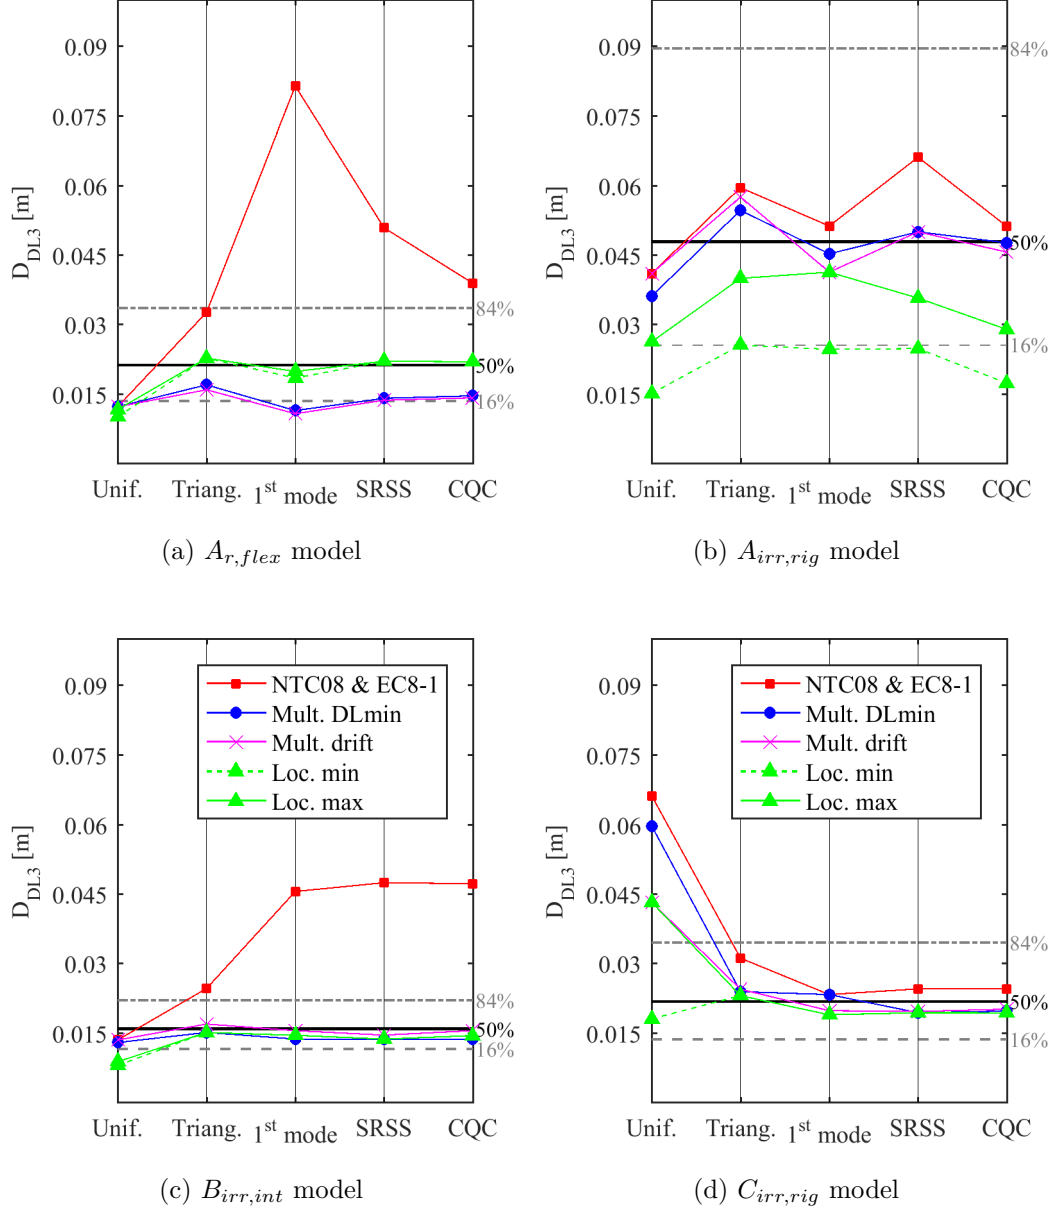 0.09
0.075
0.06
0.045
0.03
0.015
D_DL3 [m]
84%
50%
16%
Unif. Triang. 1st mode SRSS CQC
(a) A_r,flex model
0.09
0.075
0.06
0.045
0.03
0.015
D_DL3 [m]
84%
50%
16%
Unif. Triang. 1st mode SRSS CQC
(b) A_irr,rig model
0.09
0.075
0.06
0.045
0.03
0.015
D_DL3 [m]
NTC08 & EC8-1
Mult. DLmin
Mult. drift
Loc. min
Loc. max
84%
50%
16%
Unif. Triang. 1st mode SRSS CQC
(c) B_irr,int model
0.09
0.075
0.06
0.045
0.03
0.015
D_DL3 [m]
NTC08 & EC8-1
Mult. DLmin
Mult. drift
Loc. min
Loc. max
84%
50%
16%
Unif. Triang. 1st mode SRSS CQC
(d) C_irr,rig model